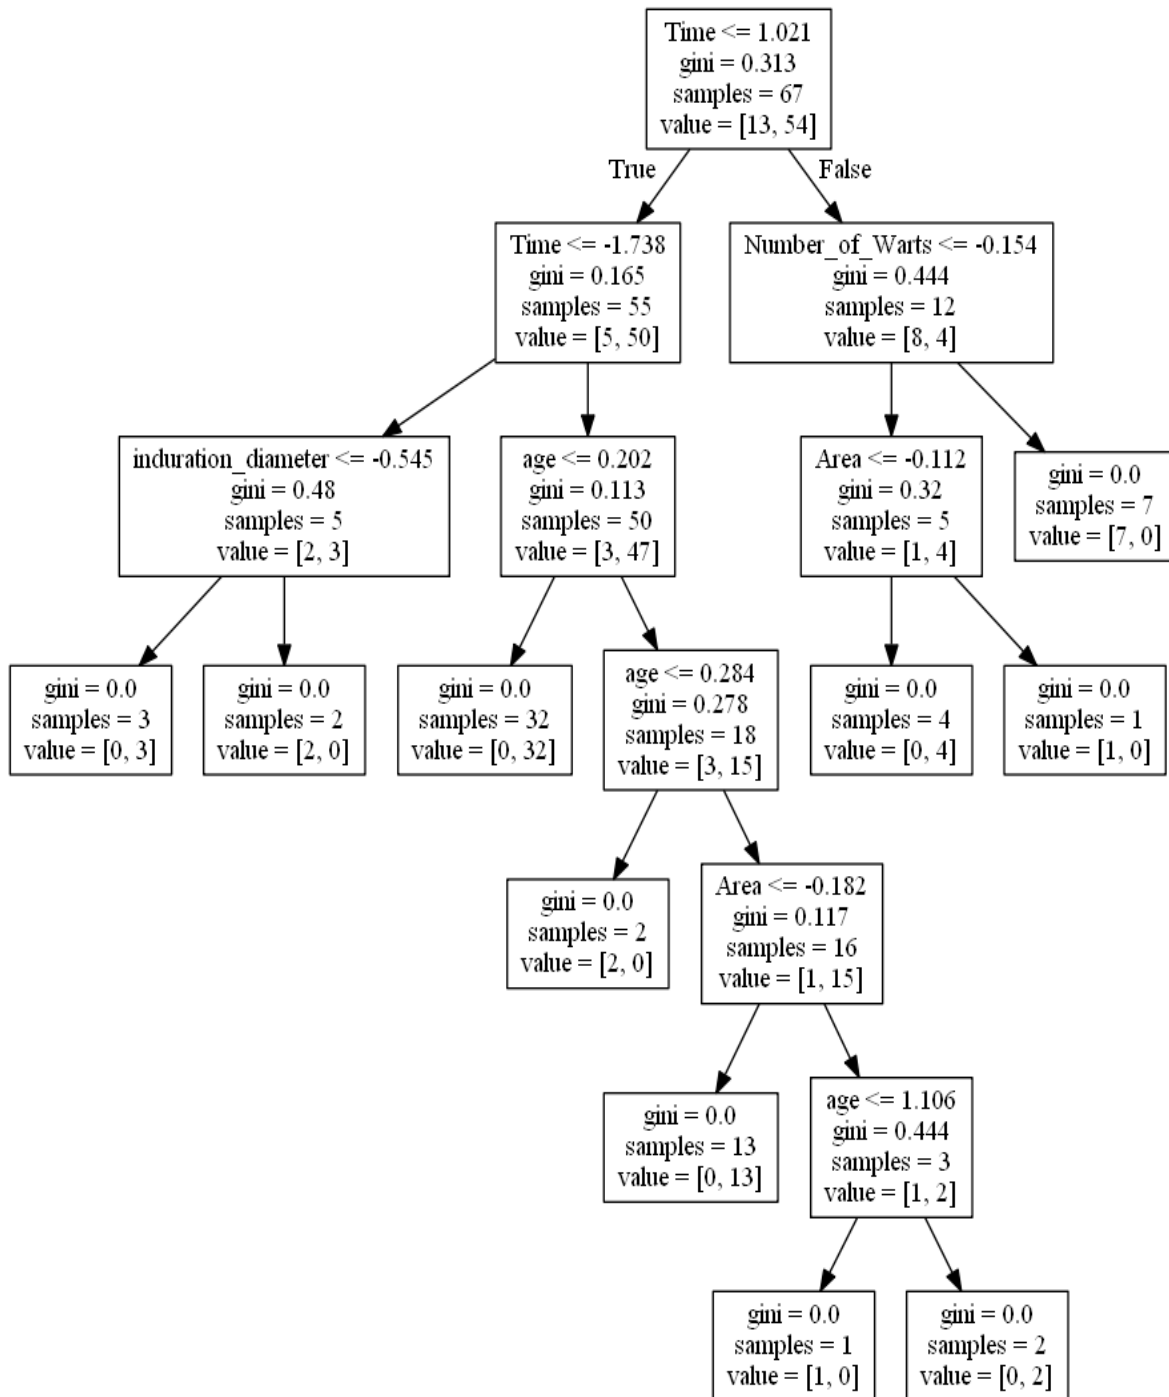 Time <= 1.021
gini = 0.313
samples = 67
value = [13, 54]
True
False
Time <= -1.738
gini = 0.165
samples = 55
value = [5, 50]
Number_of_Warts <= -0.154
gini = 0.444
samples = 12
value = [8, 4]
induration_diameter <= -0.545
gini = 0.48
samples = 5
value = [2, 3]
age <= 0.202
gini = 0.113
samples = 50
value = [3, 47]
Area <= -0.112
gini = 0.32
samples = 5
value = [1, 4]
gini = 0.0
samples = 7
value = [7, 0]
gini = 0.0
samples = 3
value = [0, 3]
gini = 0.0
samples = 2
value = [2, 0]
gini = 0.0
samples = 32
value = [0, 32]
age <= 0.284
gini = 0.278
samples = 18
value = [3, 15]
gini = 0.0
samples = 4
value = [0, 4]
gini = 0.0
samples = 1
value = [1, 0]
gini = 0.0
samples = 2
value = [2, 0]
Area <= -0.182
gini = 0.117
samples = 16
value = [1, 15]
gini = 0.0
samples = 13
value = [0, 13]
age <= 1.106
gini = 0.444
samples = 3
value = [1, 2]
gini = 0.0
samples = 1
value = [1, 0]
gini = 0.0
samples = 2
value = [0, 2]